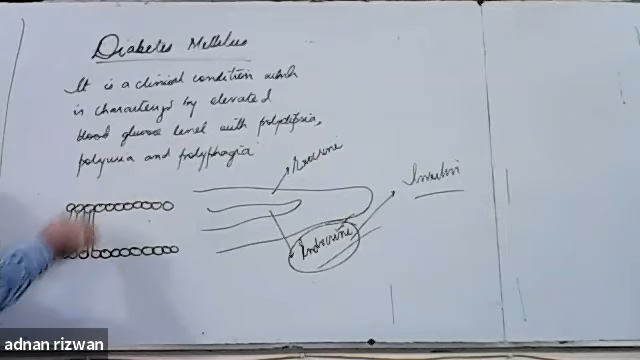 Diabetes Mellitus
It is a clinical condition which
is characterized by elevated
blood glucose level with polydipsia,
polyuria and polyphagia
Exocrine
Insulin
Endocrine
adnan rizwan